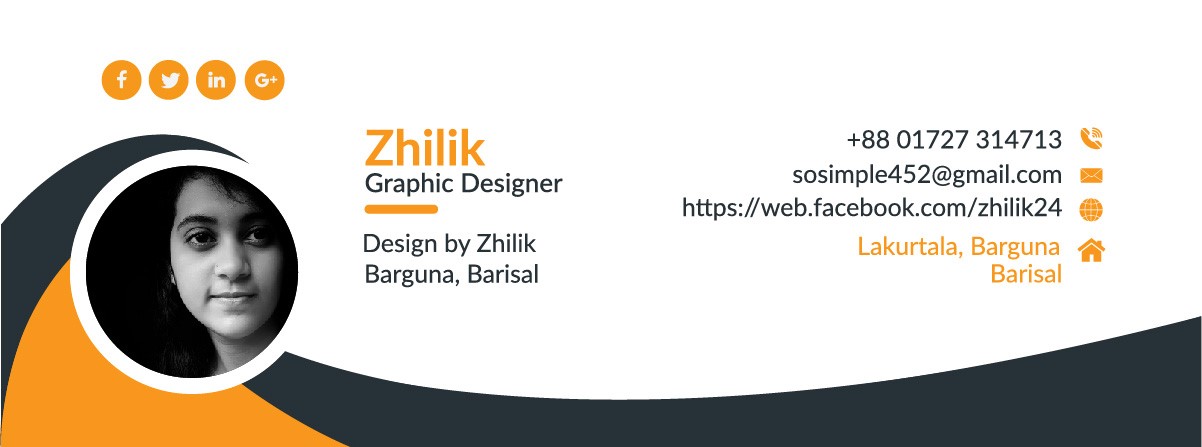 f
in
G+
Zhilik
Graphic Designer
Design by Zhilik
Barguna, Barisal
+88 01727 314713
sosimple452@gmail.com
https://web.facebook.com/zhilik24
Lakurtala, Barguna
Barisal